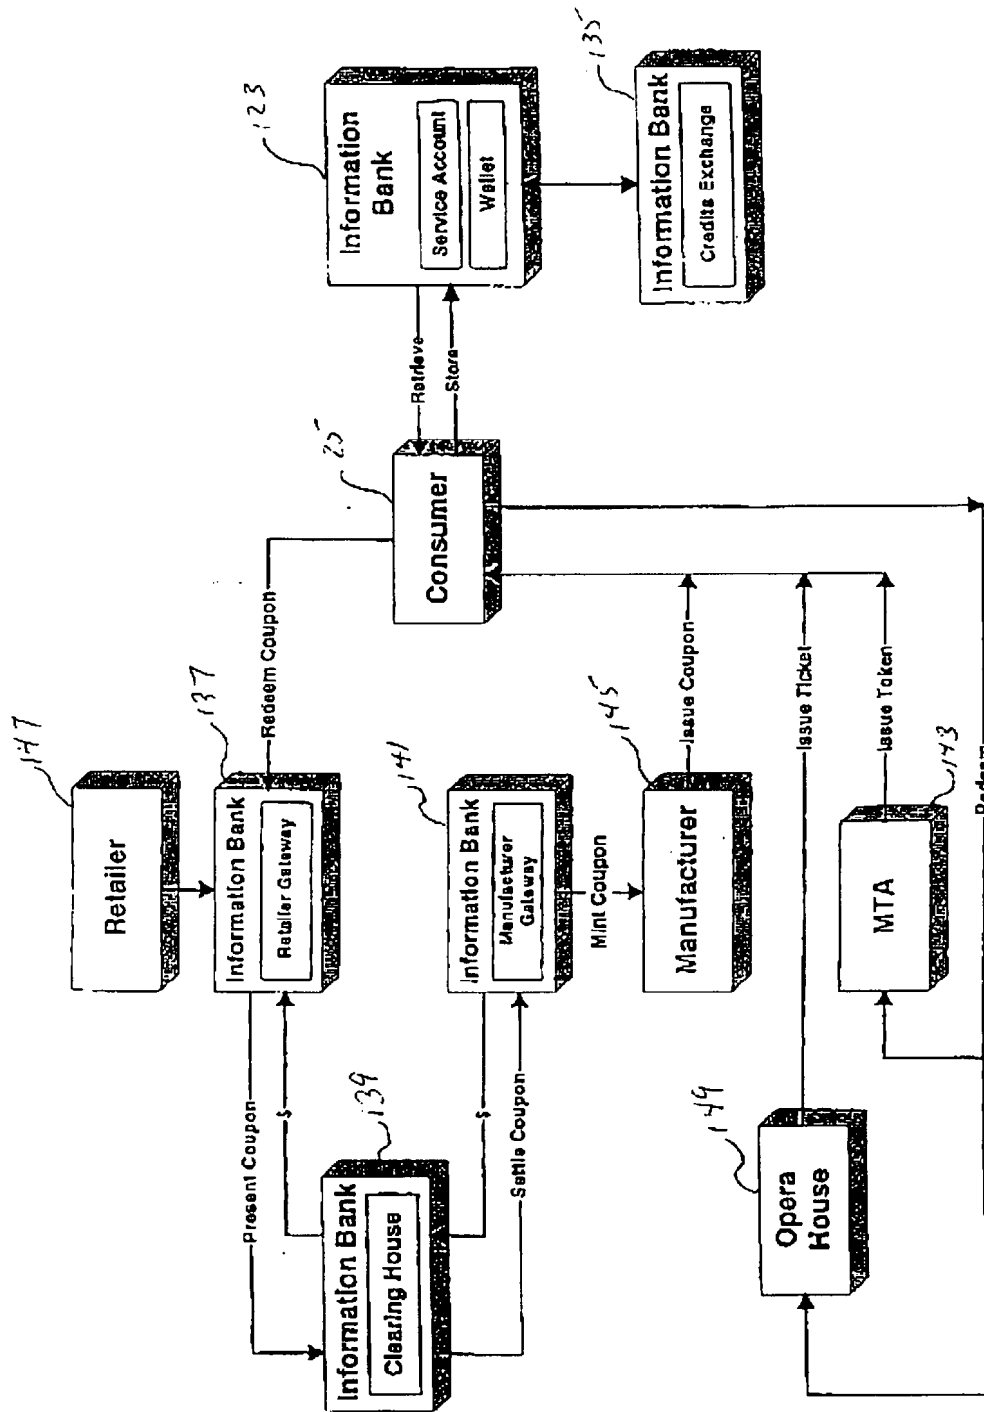 147
Retailer
Information Bank
Retailer Gateway
137
Redeem Coupon
Present Coupon
$
Information Bank
Clearing House
139
$
Settle Coupon
141
Information Bank
Manufacturer
Gateway
Mint Coupon
145
Manufacturer
Issue Coupon
25
Consumer
Retrieve
Store
123
Information
Bank
Service Account
Wallet
135
Information Bank
Credits Exchange
149
Opera
House
Issue Ticket
MTA
143
Issue Token
Redeem